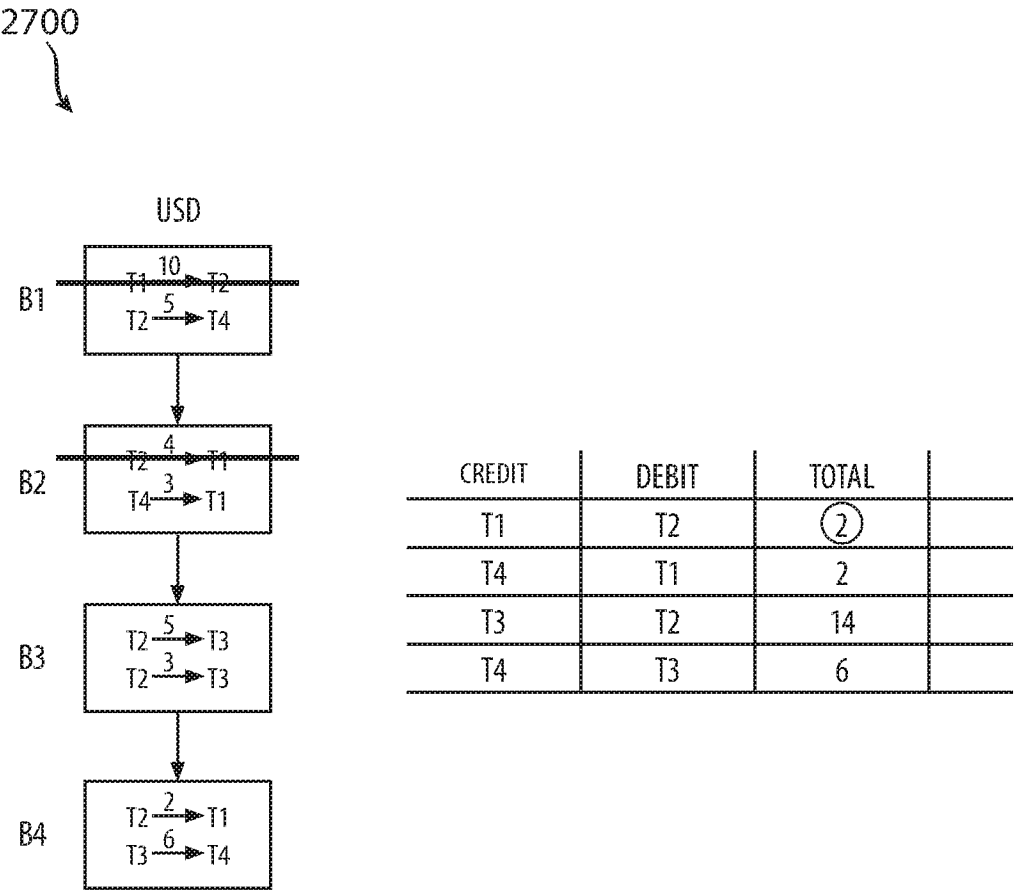 2700
USD
B1
T1 10 T2
T2 5 T4
B2
T2 4 T1
T4 3 T1
B3
T2 5 T3
T2 3 T3
B4
T2 2 T1
T3 6 T4
CREDIT DEBIT TOTAL
T1 T2 2
T4 T1 2
T3 T2 14
T4 T3 6